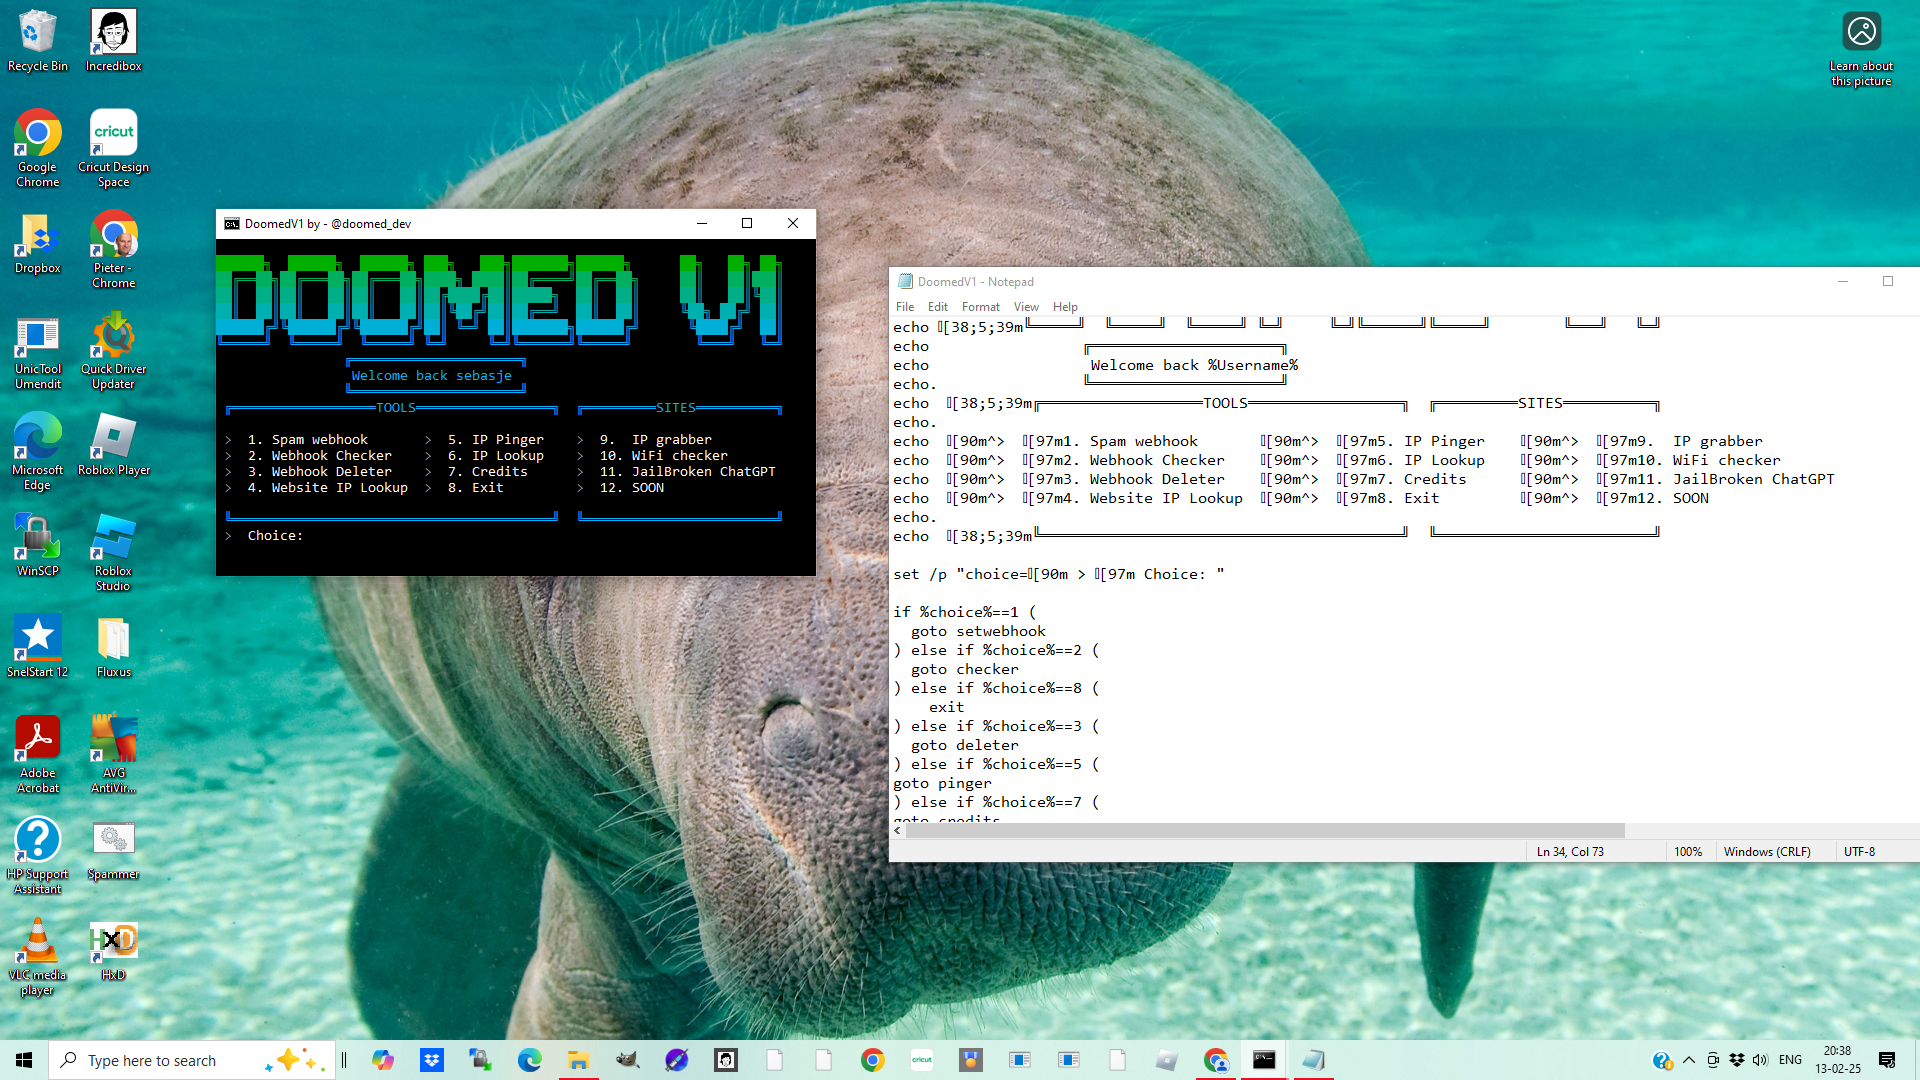 Recycle Bin
Incredibox
Google Chrome
Cricut Design Space
cricut
Dropbox
Pieter - Chrome
UnicTool Umendit
Quick Driver Updater
Microsoft Edge
Roblox Player
WinSCP
Roblox Studio
SnelStart 12
Fluxus
Adobe Acrobat
AVG AntiVir...
HP Support Assistant
Spammer
VLC media player
HxD
HxD
Learn about this picture
DoomedV1 by - @doomed_dev
DOOMED V1
Welcome back sebasje
TOOLS SITES
> 1. Spam webhook > 5. IP Pinger > 9. IP grabber
> 2. Webhook Checker > 6. IP Lookup > 10. WiFi checker
> 3. Webhook Deleter > 7. Credits > 11. JailBroken ChatGPT
> 4. Website IP Lookup > 8. Exit > 12. SOON
> Choice:
DoomedV1 - Notepad
File Edit Format View Help
echo [38;5;39m╚═════╝ ╚═════╝ ╚═════╝ ╚═╝ ╚═╝╚══════╝╚═════╝ ╚═══╝ ╚═╝
echo ╔══════════════════════╗
echo Welcome back %Username%
echo. ╚══════════════════════╝
echo [38;5;39m╔══════════════════TOOLS═════════════════╗ ╔═════════SITES══════════╗
echo.
echo [90m^> [97m1. Spam webhook [90m^> [97m5. IP Pinger [90m^> [97m9. IP grabber
echo [90m^> [97m2. Webhook Checker [90m^> [97m6. IP Lookup [90m^> [97m10. WiFi checker
echo [90m^> [97m3. Webhook Deleter [90m^> [97m7. Credits [90m^> [97m11. JailBroken ChatGPT
echo [90m^> [97m4. Website IP Lookup [90m^> [97m8. Exit [90m^> [97m12. SOON
echo.
echo [38;5;39m╚════════════════════════════════════════╝ ╚════════════════════════╝
set /p "choice=[90m > [97m Choice: "
if %choice%==1 (
goto setwebhook
) else if %choice%==2 (
goto checker
) else if %choice%==8 (
exit
) else if %choice%==3 (
goto deleter
) else if %choice%==5 (
goto pinger
) else if %choice%==7 (
goto credits
Ln 34, Col 73 100% Windows (CRLF) UTF-8
Type here to search
cricut
ENG
20:38
13-02-25